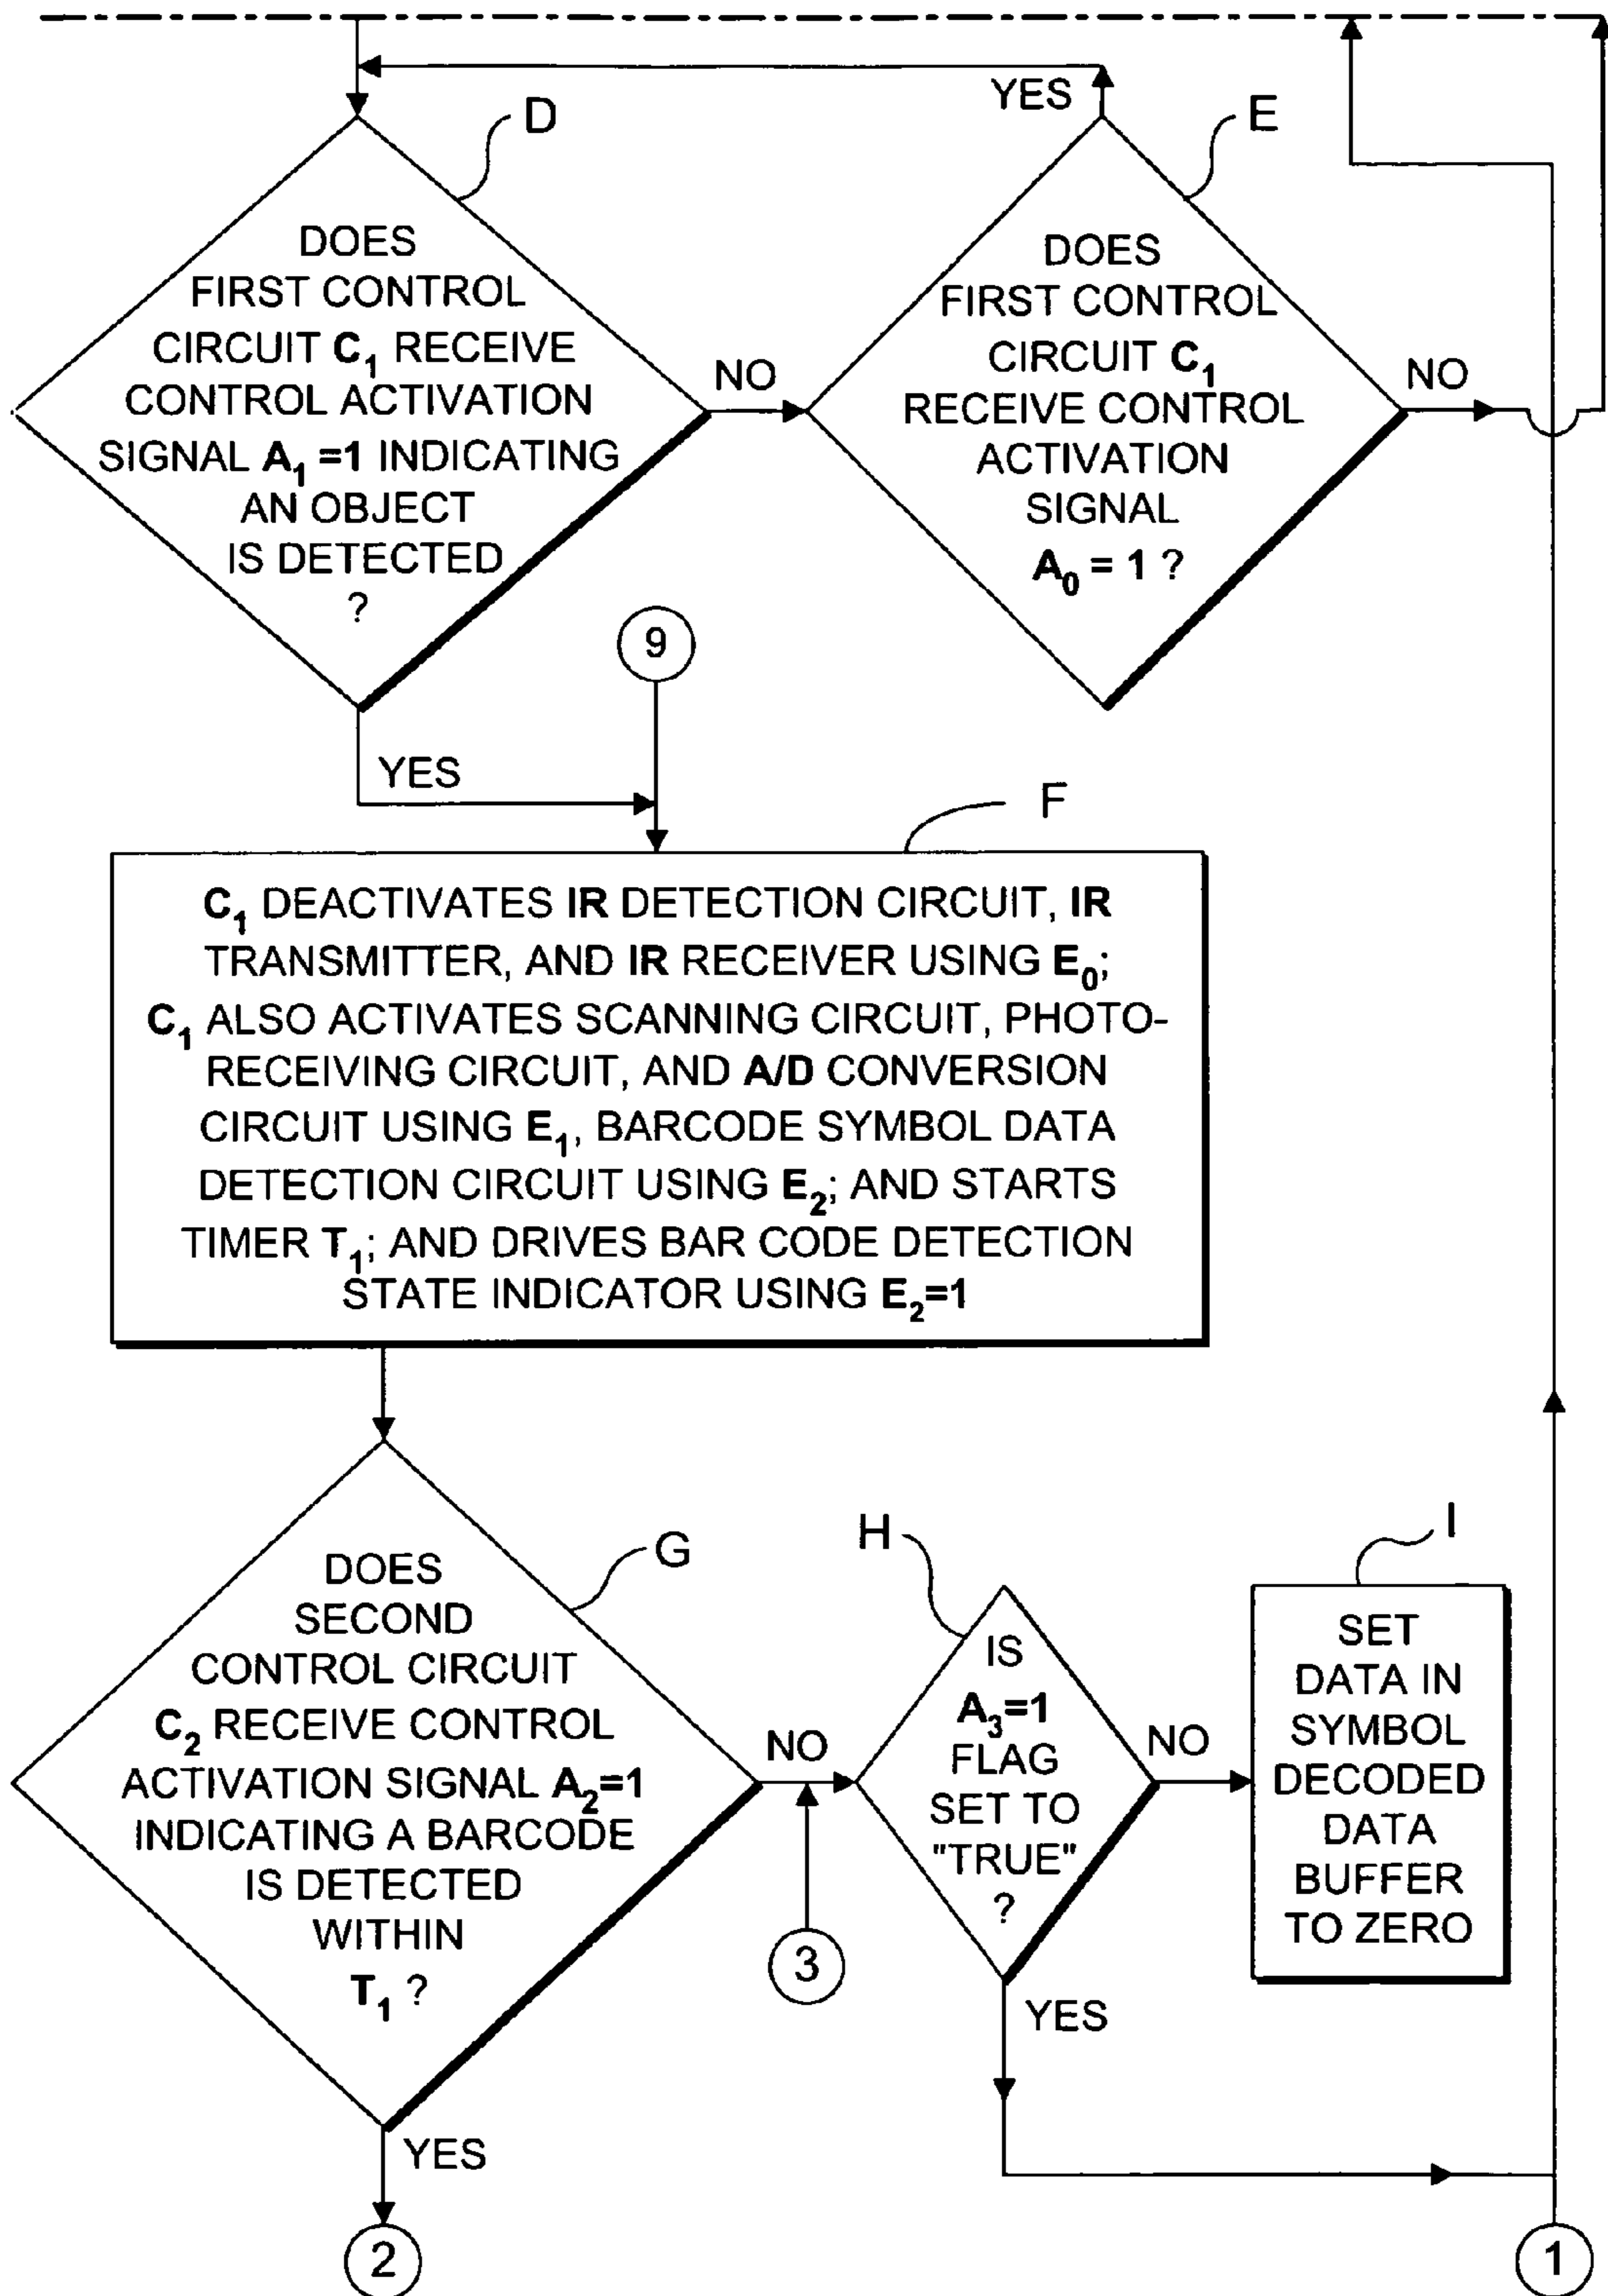 YES
D
E
DOES
FIRST CONTROL
CIRCUIT C₁ RECEIVE
CONTROL ACTIVATION
SIGNAL A₁ =1 INDICATING
AN OBJECT
IS DETECTED
?
NO
DOES
FIRST CONTROL
CIRCUIT C₁
RECEIVE CONTROL
ACTIVATION
SIGNAL
A₀ = 1 ?
NO
9
YES
F
C₁ DEACTIVATES IR DETECTION CIRCUIT, IR
TRANSMITTER, AND IR RECEIVER USING E₀;
C₁ ALSO ACTIVATES SCANNING CIRCUIT, PHOTO-
RECEIVING CIRCUIT, AND A/D CONVERSION
CIRCUIT USING E₁, BARCODE SYMBOL DATA
DETECTION CIRCUIT USING E₂; AND STARTS
TIMER T₁; AND DRIVES BAR CODE DETECTION
STATE INDICATOR USING E₂=1
G
DOES
SECOND
CONTROL CIRCUIT
C₂ RECEIVE CONTROL
ACTIVATION SIGNAL A₂=1
INDICATING A BARCODE
IS DETECTED
WITHIN
T₁ ?
NO
3
H
IS
A₃=1
FLAG
SET TO
"TRUE"
?
NO
I
SET
DATA IN
SYMBOL
DECODED
DATA
BUFFER
TO ZERO
YES
YES
2
1